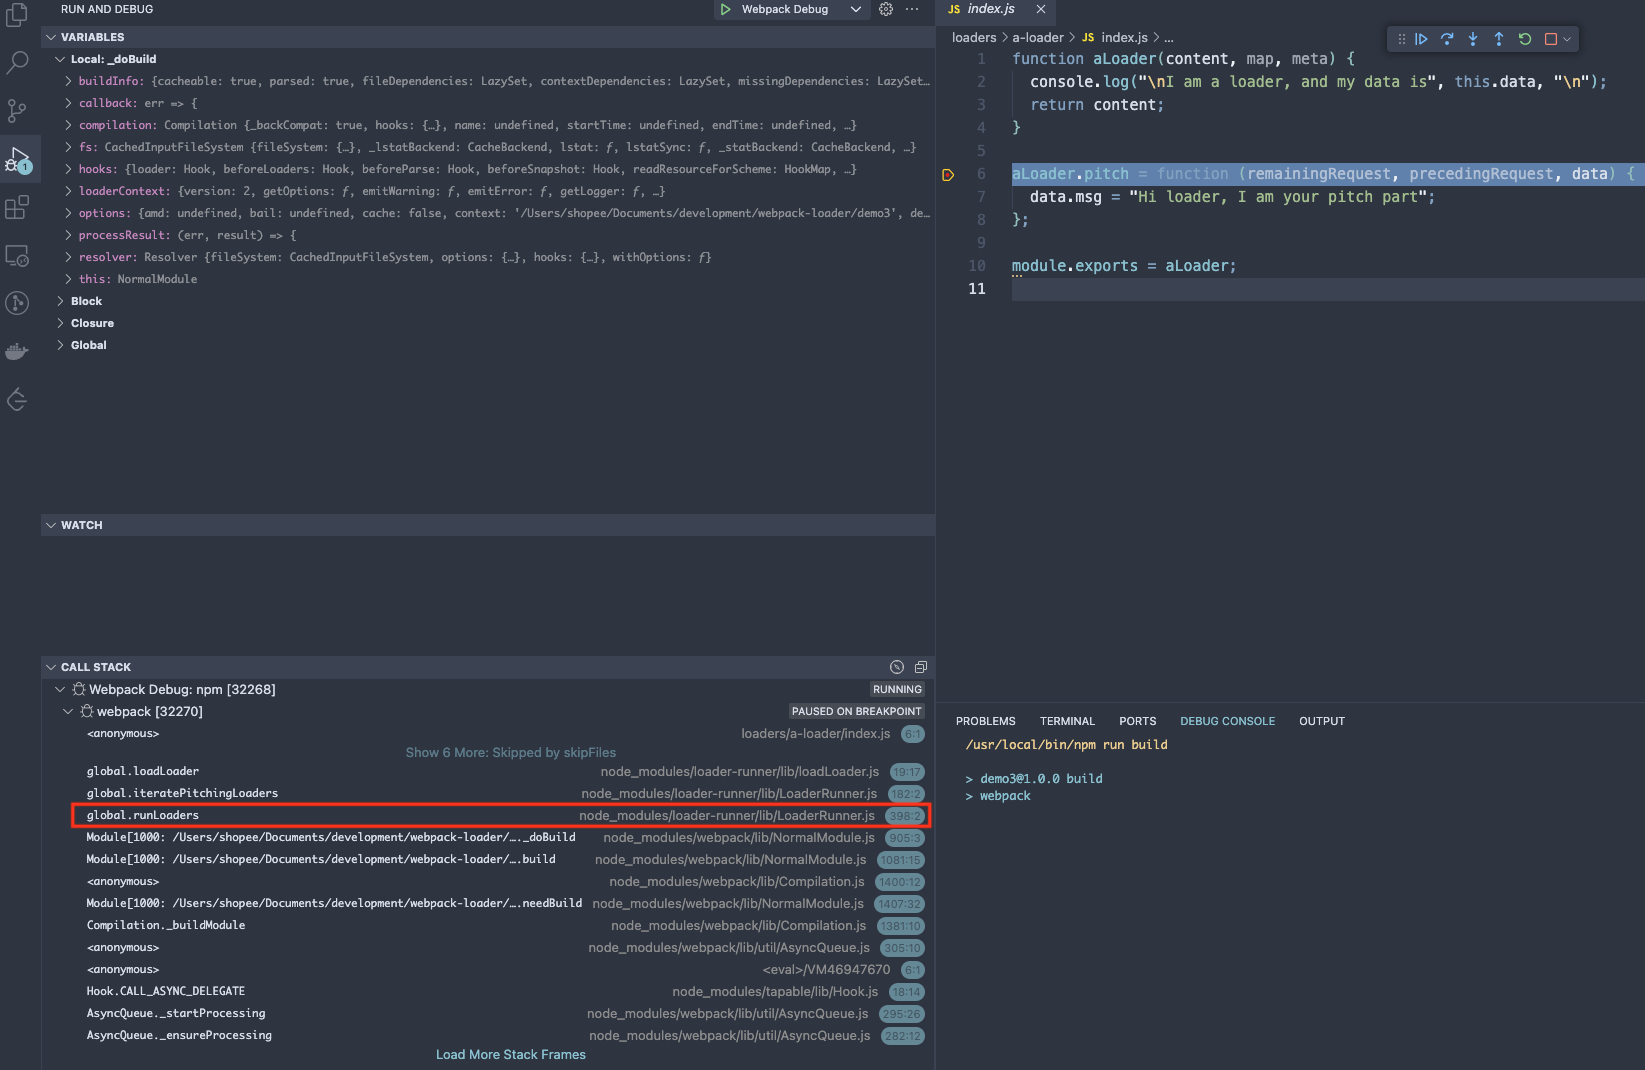 RUN AND DEBUG
Webpack Debug
VARIABLES
Local: _doBuild
buildInfo: {cacheable: true, parsed: true, fileDependencies: LazySet, contextDependencies: LazySet, missingDependencies: LazySet…
callback: err => {
compilation: Compilation {_backCompat: true, hooks: {…}, name: undefined, startTime: undefined, endTime: undefined, …}
fs: CachedInputFileSystem {fileSystem: {…}, _lstatBackend: CacheBackend, lstat: ƒ, lstatSync: ƒ, _statBackend: CacheBackend, …}
hooks: {loader: Hook, beforeLoaders: Hook, beforeParse: Hook, beforeSnapshot: Hook, readResourceForScheme: HookMap, …}
loaderContext: {version: 2, getOptions: ƒ, emitWarning: ƒ, emitError: ƒ, getLogger: ƒ, …}
options: {amd: undefined, bail: undefined, cache: false, context: '/Users/shopee/Documents/development/webpack-loader/demo3', de…
processResult: (err, result) => {
resolver: Resolver {fileSystem: CachedInputFileSystem, options: {…}, hooks: {…}, withOptions: ƒ}
this: NormalModule
Block
Closure
Global
1
WATCH
CALL STACK
Webpack Debug: npm [32268] RUNNING
webpack [32270] PAUSED ON BREAKPOINT
<anonymous> loaders/a-loader/index.js 6:1
Show 6 More: Skipped by skipFiles
global.loadLoader node_modules/loader-runner/lib/loadLoader.js 19:17
global.iteratePitchingLoaders node_modules/loader-runner/lib/LoaderRunner.js 182:2
global.runLoaders node_modules/loader-runner/lib/LoaderRunner.js 398:2
Module[1000: /Users/shopee/Documents/development/webpack-loader/…._doBuild node_modules/webpack/lib/NormalModule.js 905:3
Module[1000: /Users/shopee/Documents/development/webpack-loader/….build node_modules/webpack/lib/NormalModule.js 1081:15
<anonymous> node_modules/webpack/lib/Compilation.js 1400:12
Module[1000: /Users/shopee/Documents/development/webpack-loader/….needBuild node_modules/webpack/lib/NormalModule.js 1407:32
Compilation._buildModule node_modules/webpack/lib/Compilation.js 1381:10
<anonymous> node_modules/webpack/lib/util/AsyncQueue.js 305:10
<anonymous> <eval>/VM46947670 6:1
Hook.CALL_ASYNC_DELEGATE node_modules/tapable/lib/Hook.js 18:14
AsyncQueue._startProcessing node_modules/webpack/lib/util/AsyncQueue.js 295:26
AsyncQueue._ensureProcessing node_modules/webpack/lib/util/AsyncQueue.js 282:12
Load More Stack Frames
JS index.js
loaders > a-loader > JS index.js > ...
1 function aLoader(content, map, meta) {
2 console.log("\nI am a loader, and my data is", this.data, "\n");
3 return content;
4 }
5
6 aLoader.pitch = function (remainingRequest, precedingRequest, data) {
7 data.msg = "Hi loader, I am your pitch part";
8 };
9
10 module.exports = aLoader;
11
PROBLEMS TERMINAL PORTS DEBUG CONSOLE OUTPUT
/usr/local/bin/npm run build
> demo3@1.0.0 build
> webpack